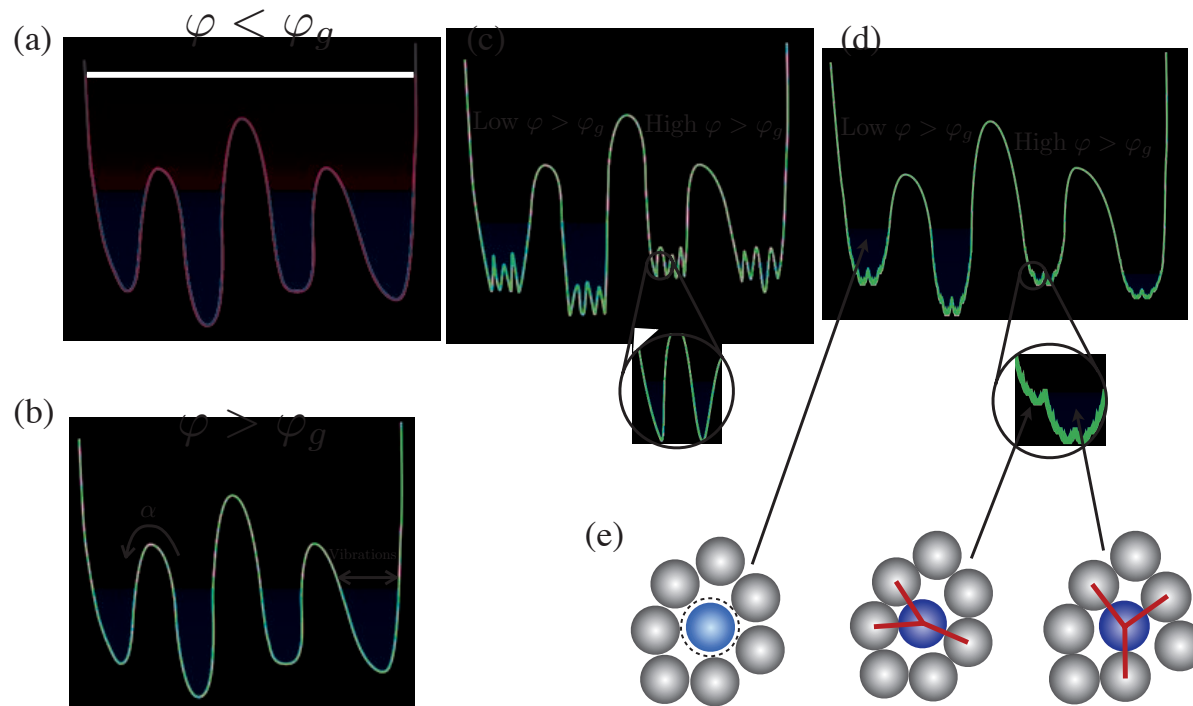 (a)
φ < φ_g
(b)
φ > φ_g
α
Vibrations
(c)
Low φ > φ_g
High φ > φ_g
(d)
Low φ > φ_g
High φ > φ_g
(e)